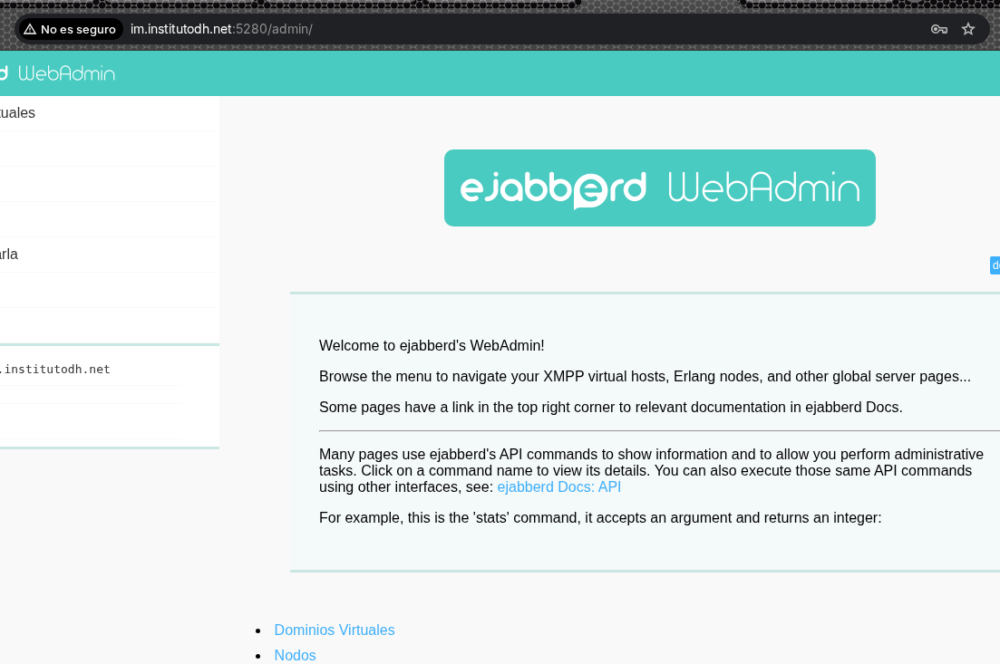 No es seguro im.institutodh.net:5280/admin/
WebAdmin
ejabberd WebAdmin
Welcome to ejabberd's WebAdmin!
Browse the menu to navigate your XMPP virtual hosts, Erlang nodes, and other global server pages...
Some pages have a link in the top right corner to relevant documentation in ejabberd Docs.
.institutodh.net
Many pages use ejabberd's API commands to show information and to allow you perform administrative
tasks. Click on a command name to view its details. You can also execute those same API commands
using other interfaces, see: ejabberd Docs: API
For example, this is the 'stats' command, it accepts an argument and returns an integer:
Dominios Virtuales
Nodos